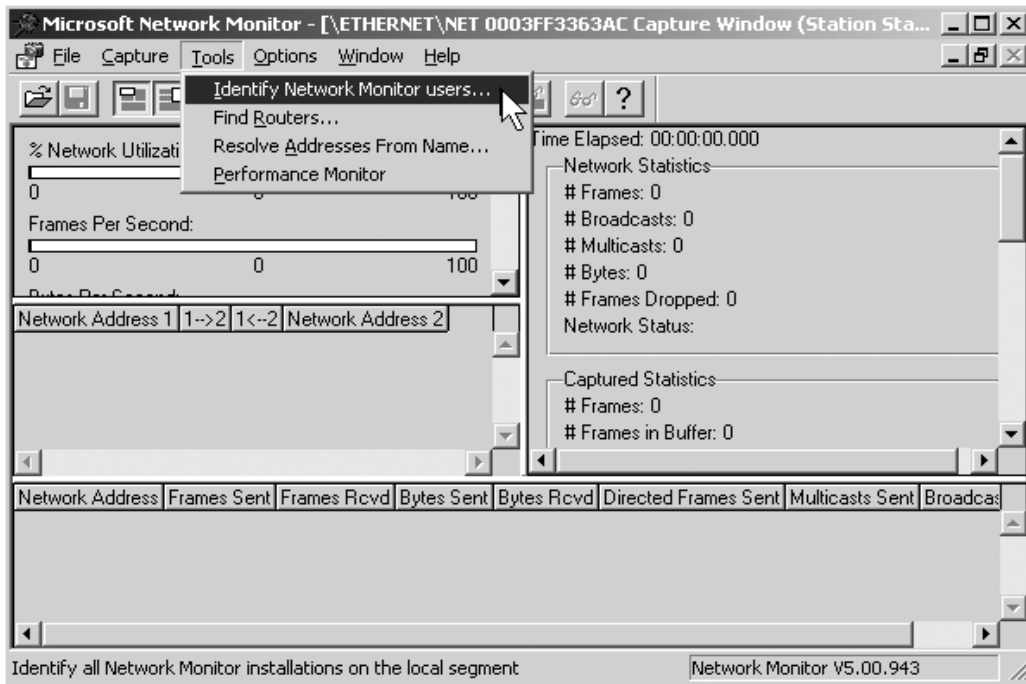 Microsoft Network Monitor - [\ETHERNET\NET 0003FF3363AC Capture Window (Station Sta...
File Capture Tools Options Window Help
Identify Network Monitor users...
Find Routers...
Resolve Addresses From Name...
Performance Monitor
?
% Network Utilizati
0 100
Frames Per Second:
0 0 100
Time Elapsed: 00:00:00.000
Network Statistics
# Frames: 0
# Broadcasts: 0
# Multicasts: 0
# Bytes: 0
# Frames Dropped: 0
Network Status:
Captured Statistics
# Frames: 0
# Frames in Buffer: 0
Network Address 1 1-->2 1<--2 Network Address 2
Network Address Frames Sent Frames Rcvd Bytes Sent Bytes Rcvd Directed Frames Sent Multicasts Sent Broadcas
Identify all Network Monitor installations on the local segment
Network Monitor V5.00.943